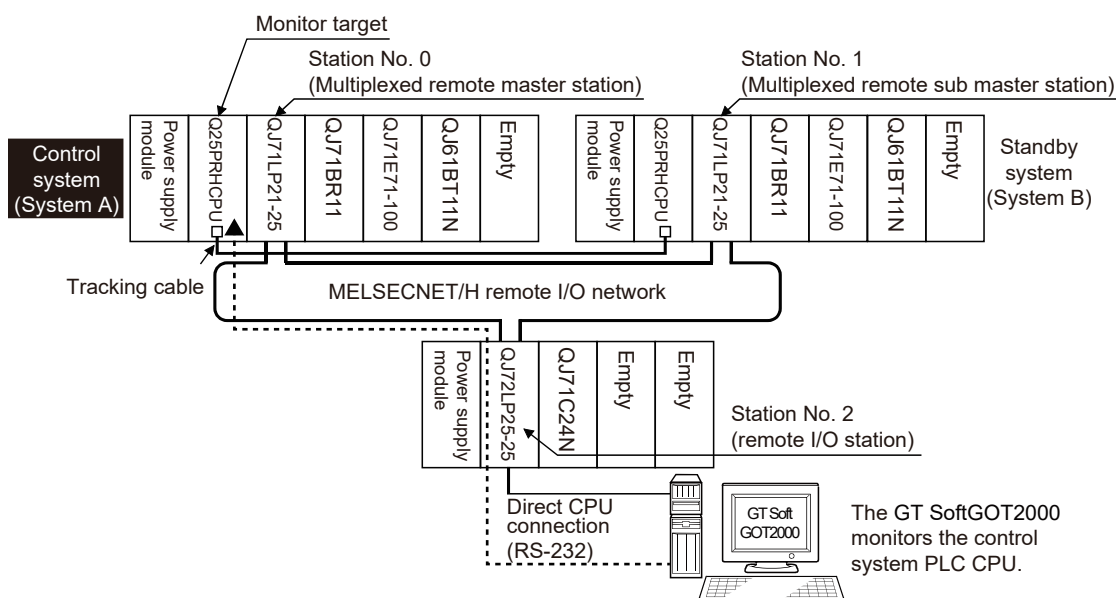 Monitor target
Station No. 0
(Multiplexed remote master station)
Station No. 1
(Multiplexed remote sub master station)
Control
system
(System A)
Power supply
module
Q25PRHCPU
QJ71LP21-25
QJ71BR11
QJ71E71-100
QJ61BT11N
Empty
Power supply
module
Q25PRHCPU
QJ71LP21-25
QJ71BR11
QJ71E71-100
QJ61BT11N
Empty
Standby
system
(System B)
Tracking cable
MELSECNET/H remote I/O network
Power supply
module
QJ72LP25-25
QJ71C24N
Empty
Empty
Station No. 2
(remote I/O station)
Direct CPU
connection
(RS-232)
GT Soft
GOT2000
The GT SoftGOT2000
monitors the control
system PLC CPU.